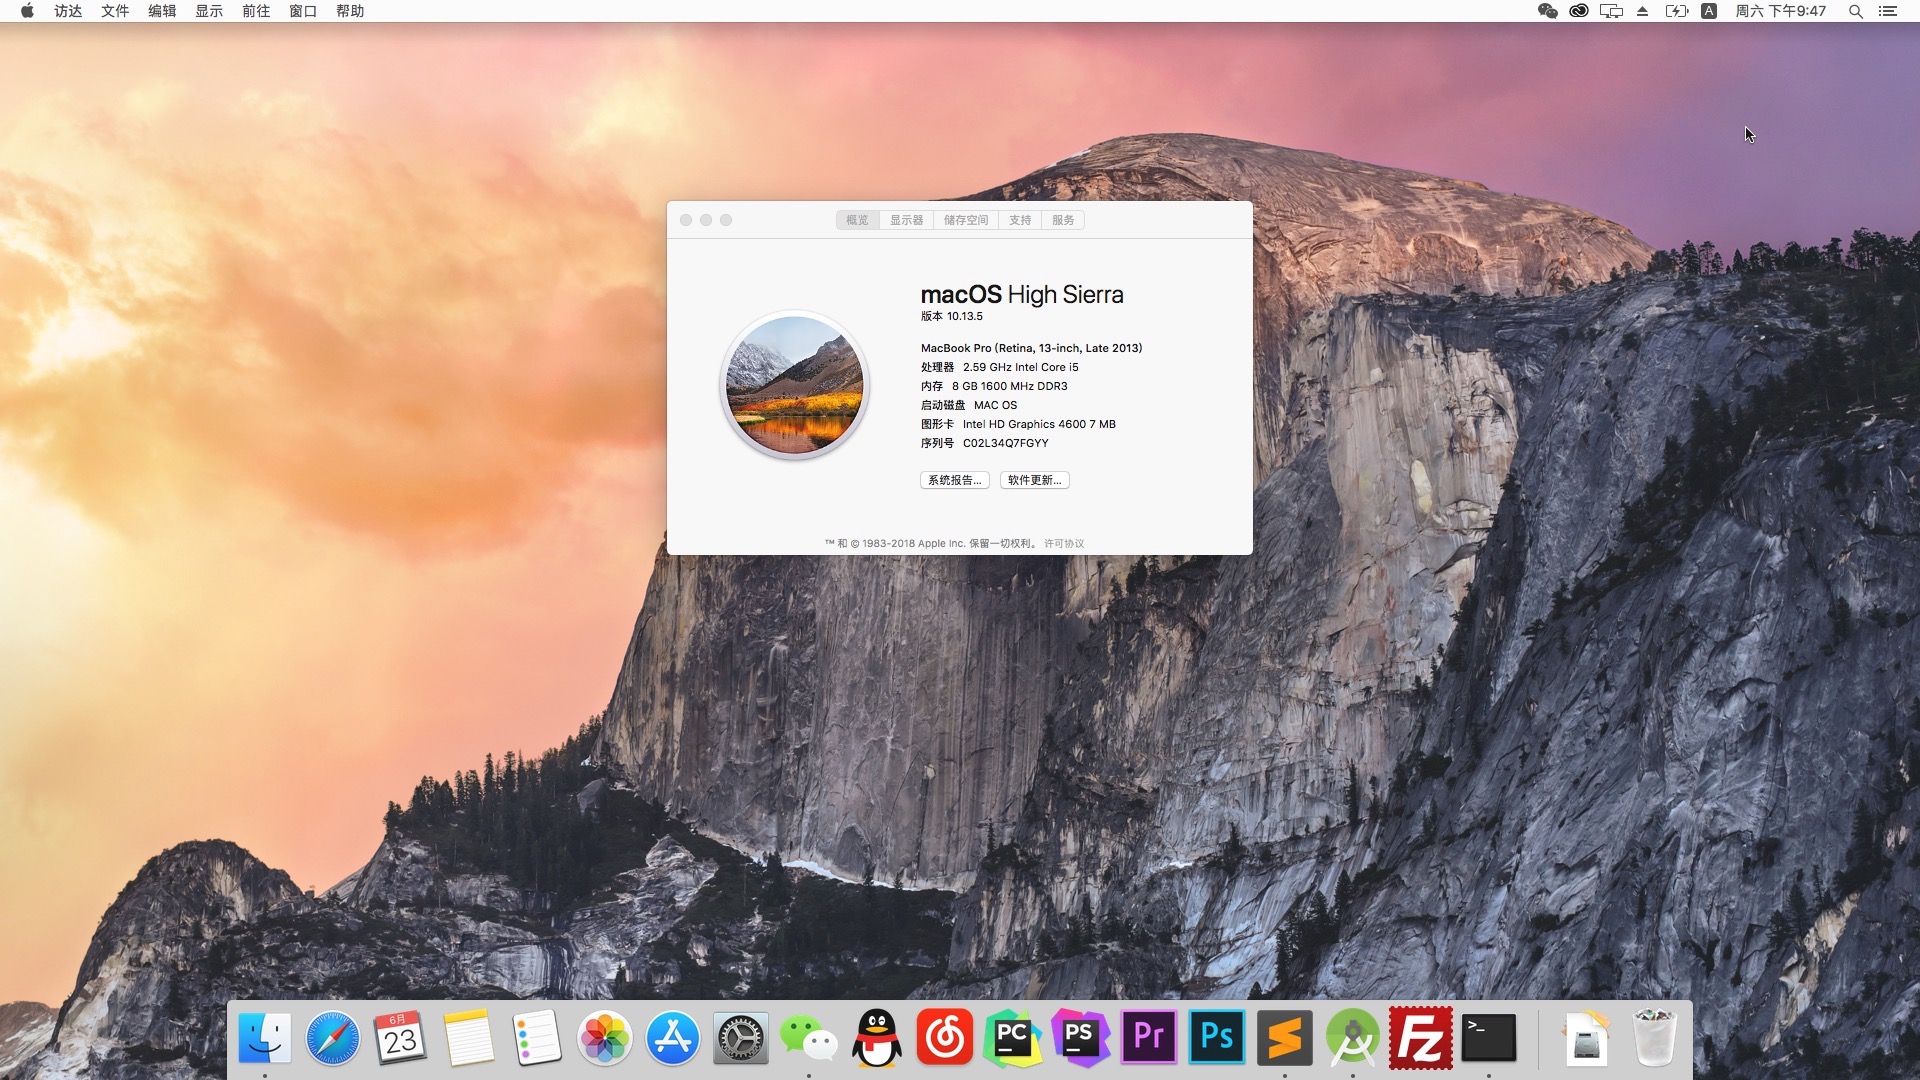 访达 文件 编辑 显示 前往 窗口 帮助
A 周六 下午9:47
概览 显示器 储存空间 支持 服务
macOS High Sierra
版本 10.13.5
MacBook Pro (Retina, 13-inch, Late 2013)
处理器 2.59 GHz Intel Core i5
内存 8 GB 1600 MHz DDR3
启动磁盘 MAC OS
图形卡 Intel HD Graphics 4600 7 MB
序列号 C02L34Q7FGYY
系统报告... 软件更新...
™ 和 © 1983-2018 Apple Inc. 保留一切权利。 许可协议
6月
23
PC
PS
Pr
Ps
Fz
>_